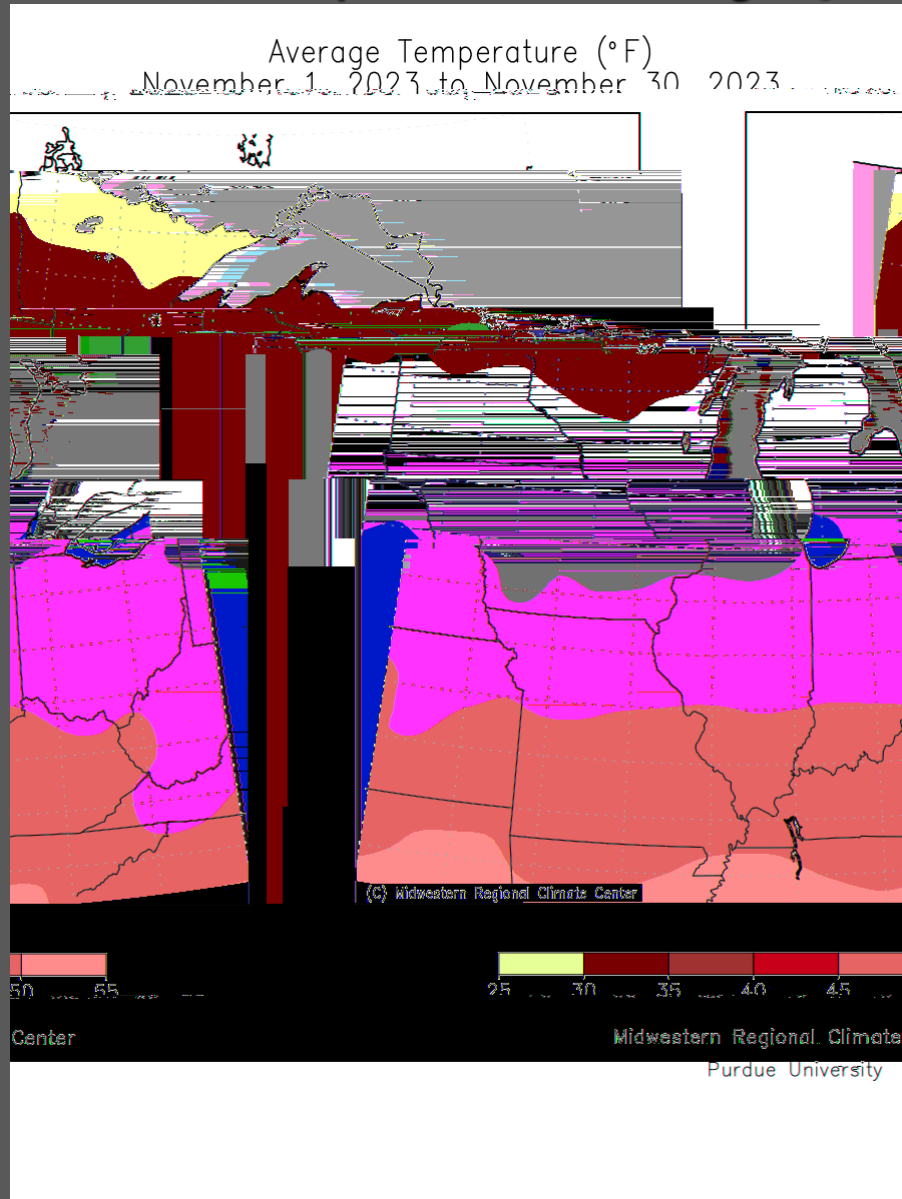 Average Temperature (°F)
November 1, 2023 to November 30, 2023
(C) Midwestern Regional Climate Center
50 55
25 30 35 40 45
Center
Midwestern Regional Climate
Purdue University